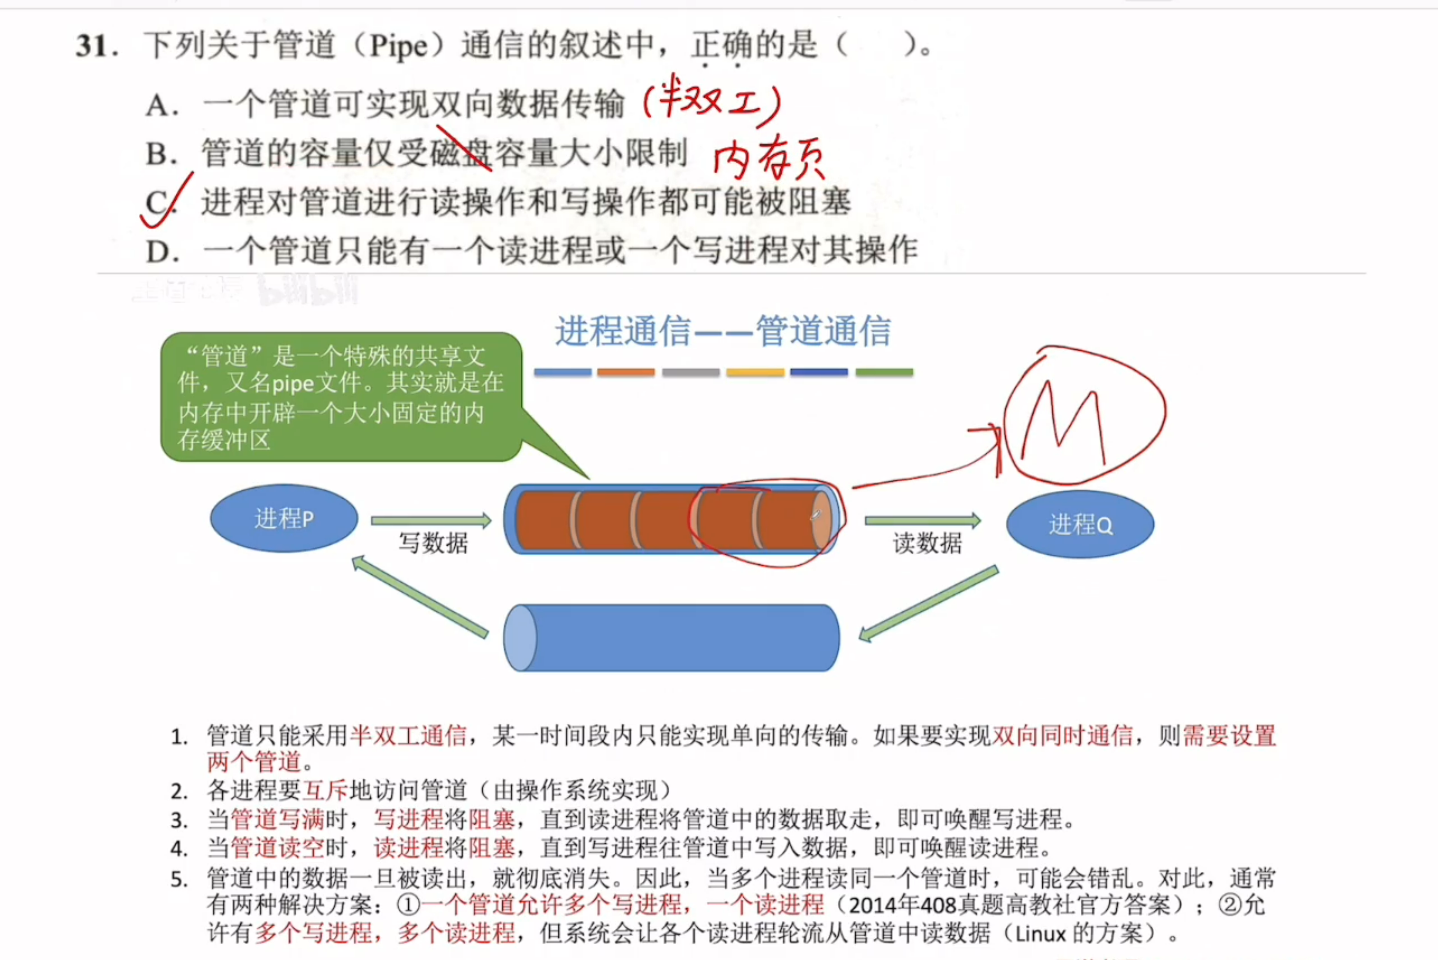 31. 下列关于管道（Pipe）通信的叙述中，正确的是（ ）。
A. 一个管道可实现双向数据传输 (半双工)
B. 管道的容量仅受磁盘容量大小限制 内存页
C. 进程对管道进行读操作和写操作都可能被阻塞
D. 一个管道只能有一个读进程或一个写进程对其操作
bilibili
进程通信——管道通信
“管道”是一个特殊的共享文
件，又名pipe文件。其实就是在
内存中开辟一个大小固定的内
存缓冲区
M
进程P
写数据
读数据
进程Q
1. 管道只能采用半双工通信，某一时间段内只能实现单向的传输。如果要实现双向同时通信，则需要设置
两个管道。
2. 各进程要互斥地访问管道（由操作系统实现）
3. 当管道写满时，写进程将阻塞，直到读进程将管道中的数据取走，即可唤醒写进程。
4. 当管道读空时，读进程将阻塞，直到写进程往管道中写入数据，即可唤醒读进程。
5. 管道中的数据一旦被读出，就彻底消失。因此，当多个进程读同一个管道时，可能会错乱。对此，通常
有两种解决方案：①一个管道允许多个写进程，一个读进程（2014年408真题高教社官方答案）；②允
许有多个写进程，多个读进程，但系统会让各个读进程轮流从管道中读数据（Linux 的方案）。